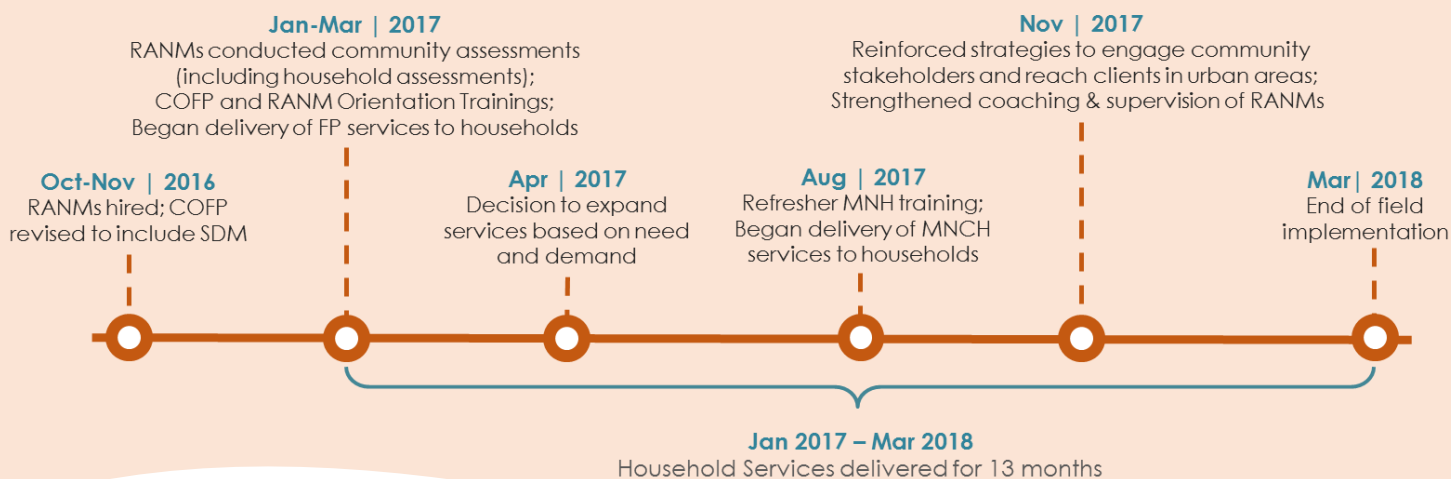 Oct-Nov | 2016
RANMs hired; COFP
revised to include SDM
Jan-Mar | 2017
RANMs conducted community assessments
(including household assessments);
COFP and RANM Orientation Trainings;
Began delivery of FP services to households
Apr | 2017
Decision to expand
services based on need
and demand
Aug | 2017
Refresher MNH training;
Began delivery of MNCH
services to households
Nov | 2017
Reinforced strategies to engage community
stakeholders and reach clients in urban areas;
Strengthened coaching & supervision of RANMs
Mar| 2018
End of field
implementation
Jan 2017 – Mar 2018
Household Services delivered for 13 months